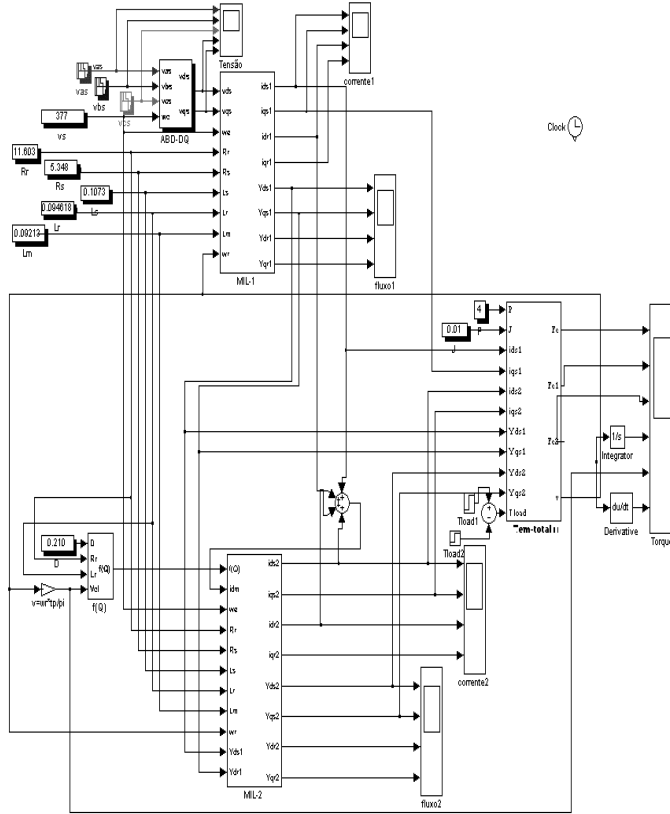 vas
vbs
vcs
we
vds
vqs
ABD-DQ
Tensão
vas
vbs
vcs
377
vs
11.603
Rr
5.348
Rs
0.1073
Ls
0.094618
Lr
0.09213
Lm
vds
vqs
we
Rr
Rs
Ls
Lr
Lm
wr
ids1
iqs1
idr1
iqr1
Yds1
Yqs1
Ydr1
Yqr1
MIL-1
corrente1
fluxo1
Clock
4
P
0.01
J
P
J
ids1
iqs1
ids2
iqs2
Yds1
Yqs1
Yds2
Yqs2
Tload
Te
Te1
Te2
Tem-total
Tload1
Tload2
1/s
Integrator
du/dt
Derivative
Torque
0.210
D
D
Rr
Lr
Vel
f(Q)
f(Q)
v=wr*tp/pi
f(Q)
idm
we
Rr
Rs
Ls
Lr
Lm
wr
Yds1
Ydr1
ids2
iqs2
idr2
iqr2
Yds2
Yqs2
Ydr2
Yqr2
MIL-2
corrente2
fluxo2